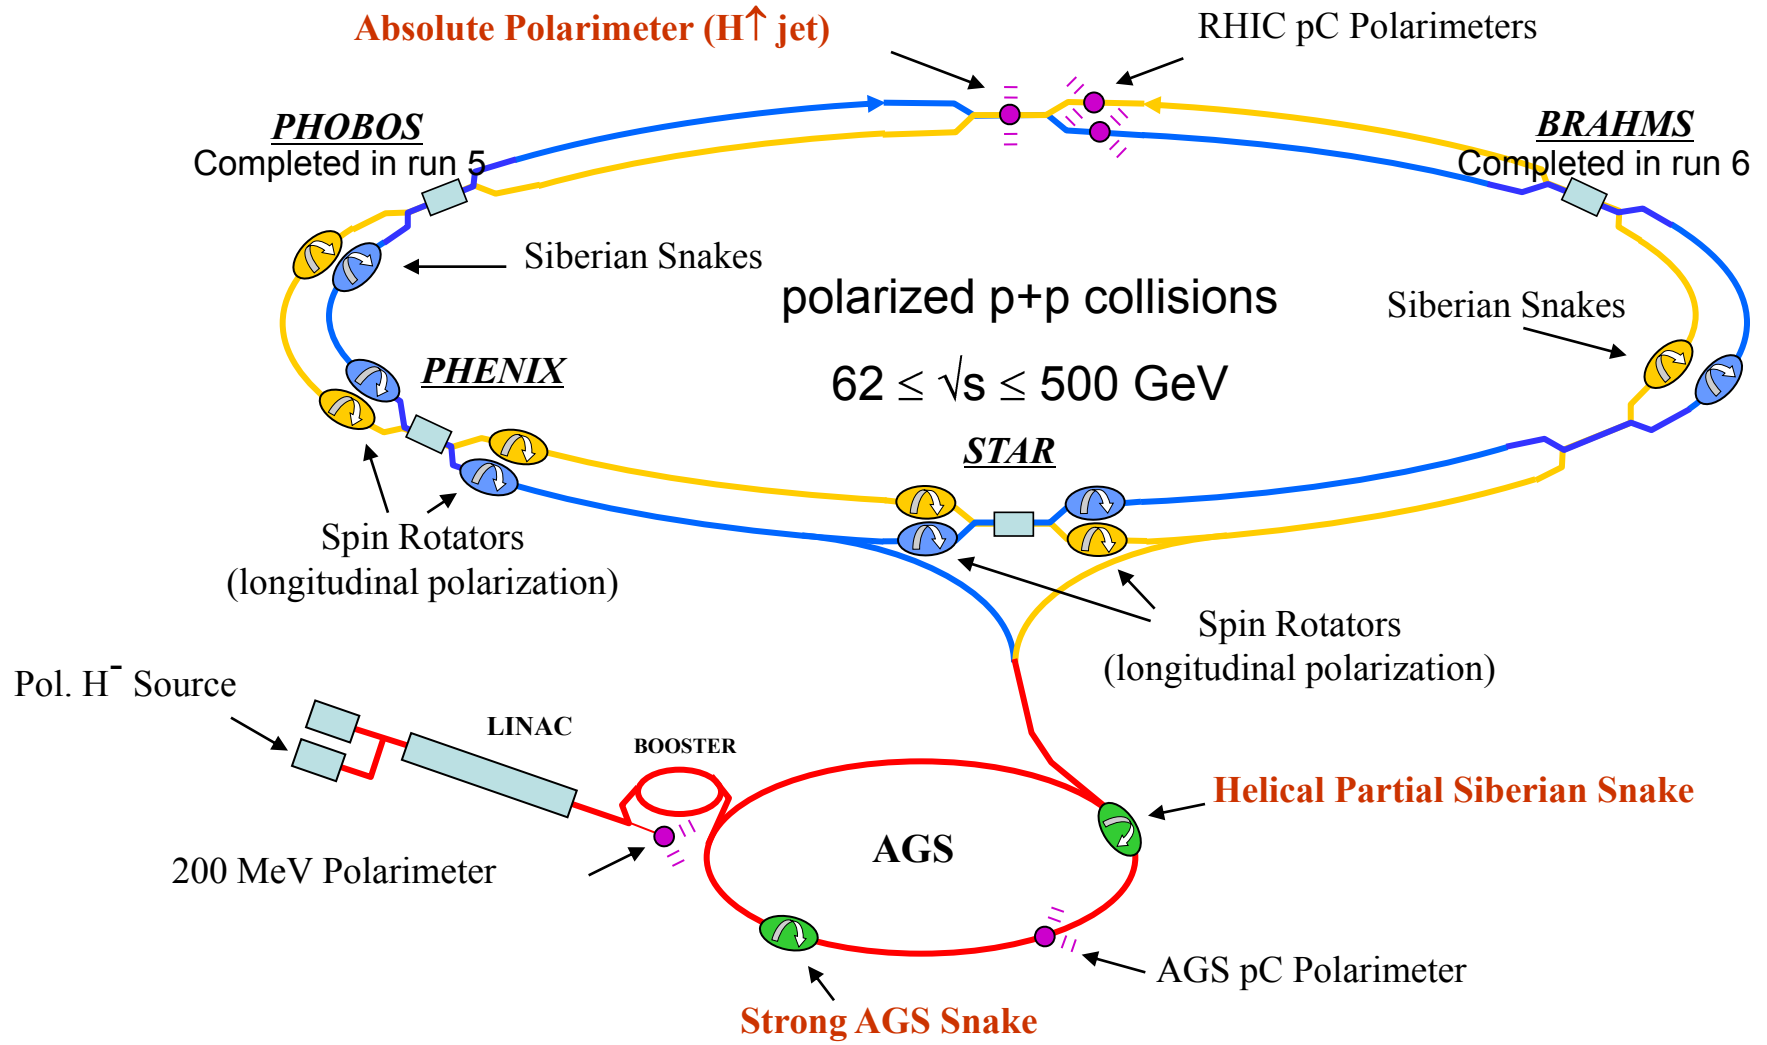 Absolute Polarimeter (H↑ jet)
RHIC pC Polarimeters
PHOBOS
Completed in run 5
BRAHMS
Completed in run 6
Siberian Snakes
polarized p+p collisions
Siberian Snakes
62 ≤ √s ≤ 500 GeV
PHENIX
STAR
Spin Rotators
(longitudinal polarization)
Spin Rotators
(longitudinal polarization)
Pol. H⁻ Source
LINAC
BOOSTER
Helical Partial Siberian Snake
AGS
200 MeV Polarimeter
AGS pC Polarimeter
Strong AGS Snake